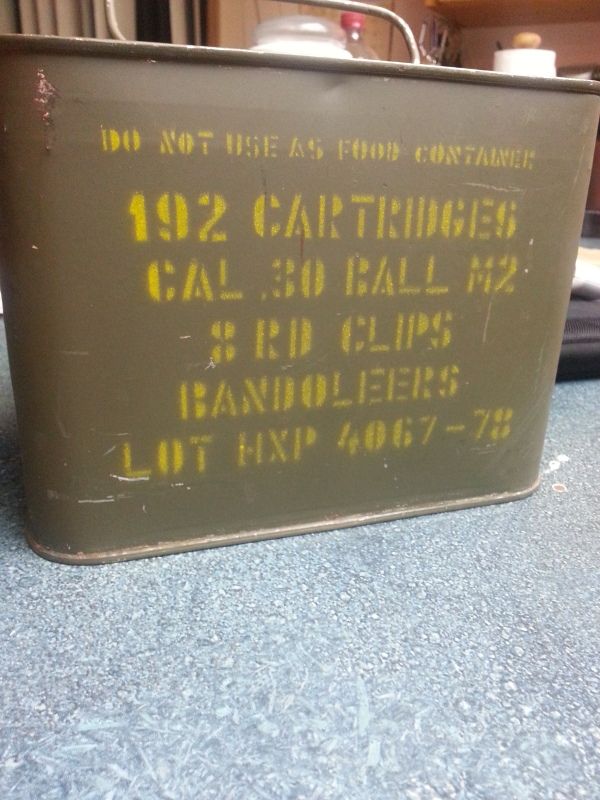 DO NOT USE AS FOOD CONTAINER
192 CARTRIDGES
CAL .30 BALL M2
8 RD CLIPS
BANDOLEERS
LOT HXP 4067-78